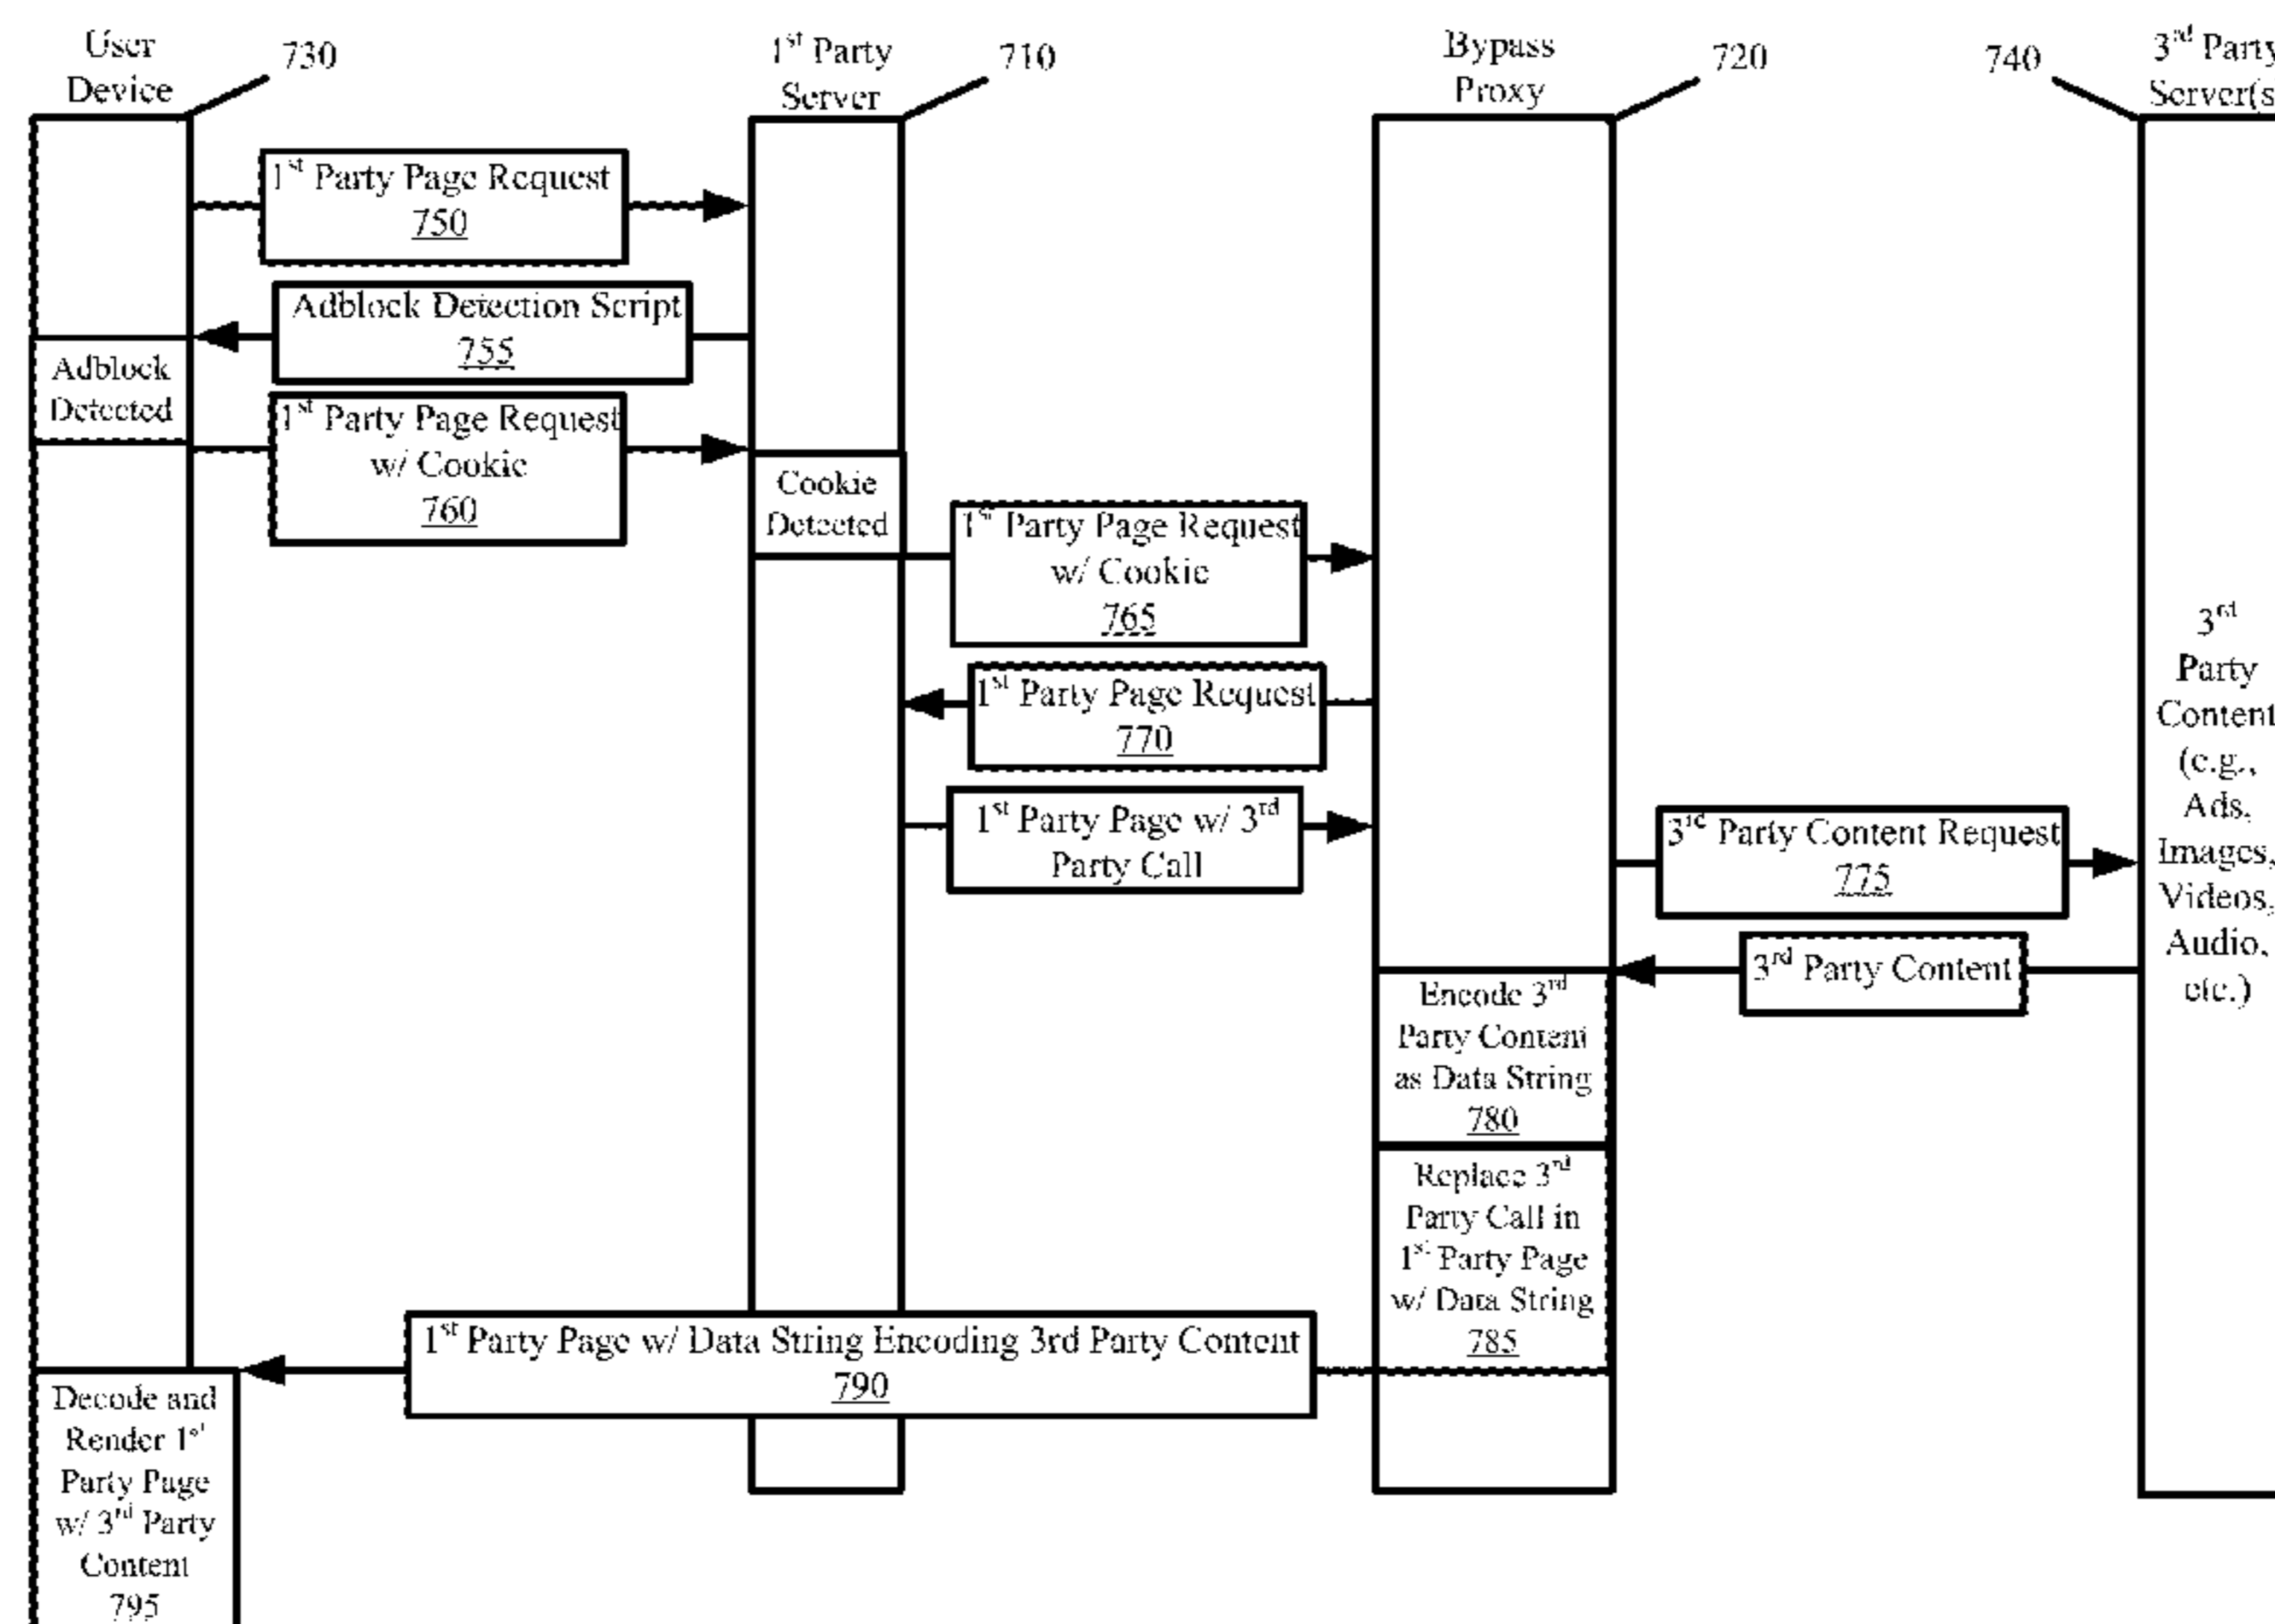 User
Device
730
1st Party
Server
710
Bypass
Proxy
720
740
3rd Party
Server(s
1st Party Page Request
750
Adblock Detection Script
755
Adblock
Detected
1st Party Page Request
w/ Cookie
760
Cookie
Detected
1st Party Page Request
w/ Cookie
765
1st Party Page Request
770
1st Party Page w/ 3rd
Party Call
3rd Party Content Request
775
3rd Party Content
3rd
Party
Content
(e.g.,
Ads,
Images,
Videos,
Audio,
etc.)
Encode 3rd
Party Content
as Data String
780
Replace 3rd
Party Call in
1st Party Page
w/ Data String
785
1st Party Page w/ Data String Encoding 3rd Party Content
790
Decode and
Render 1st
Party Page
w/ 3rd Party
Content
795